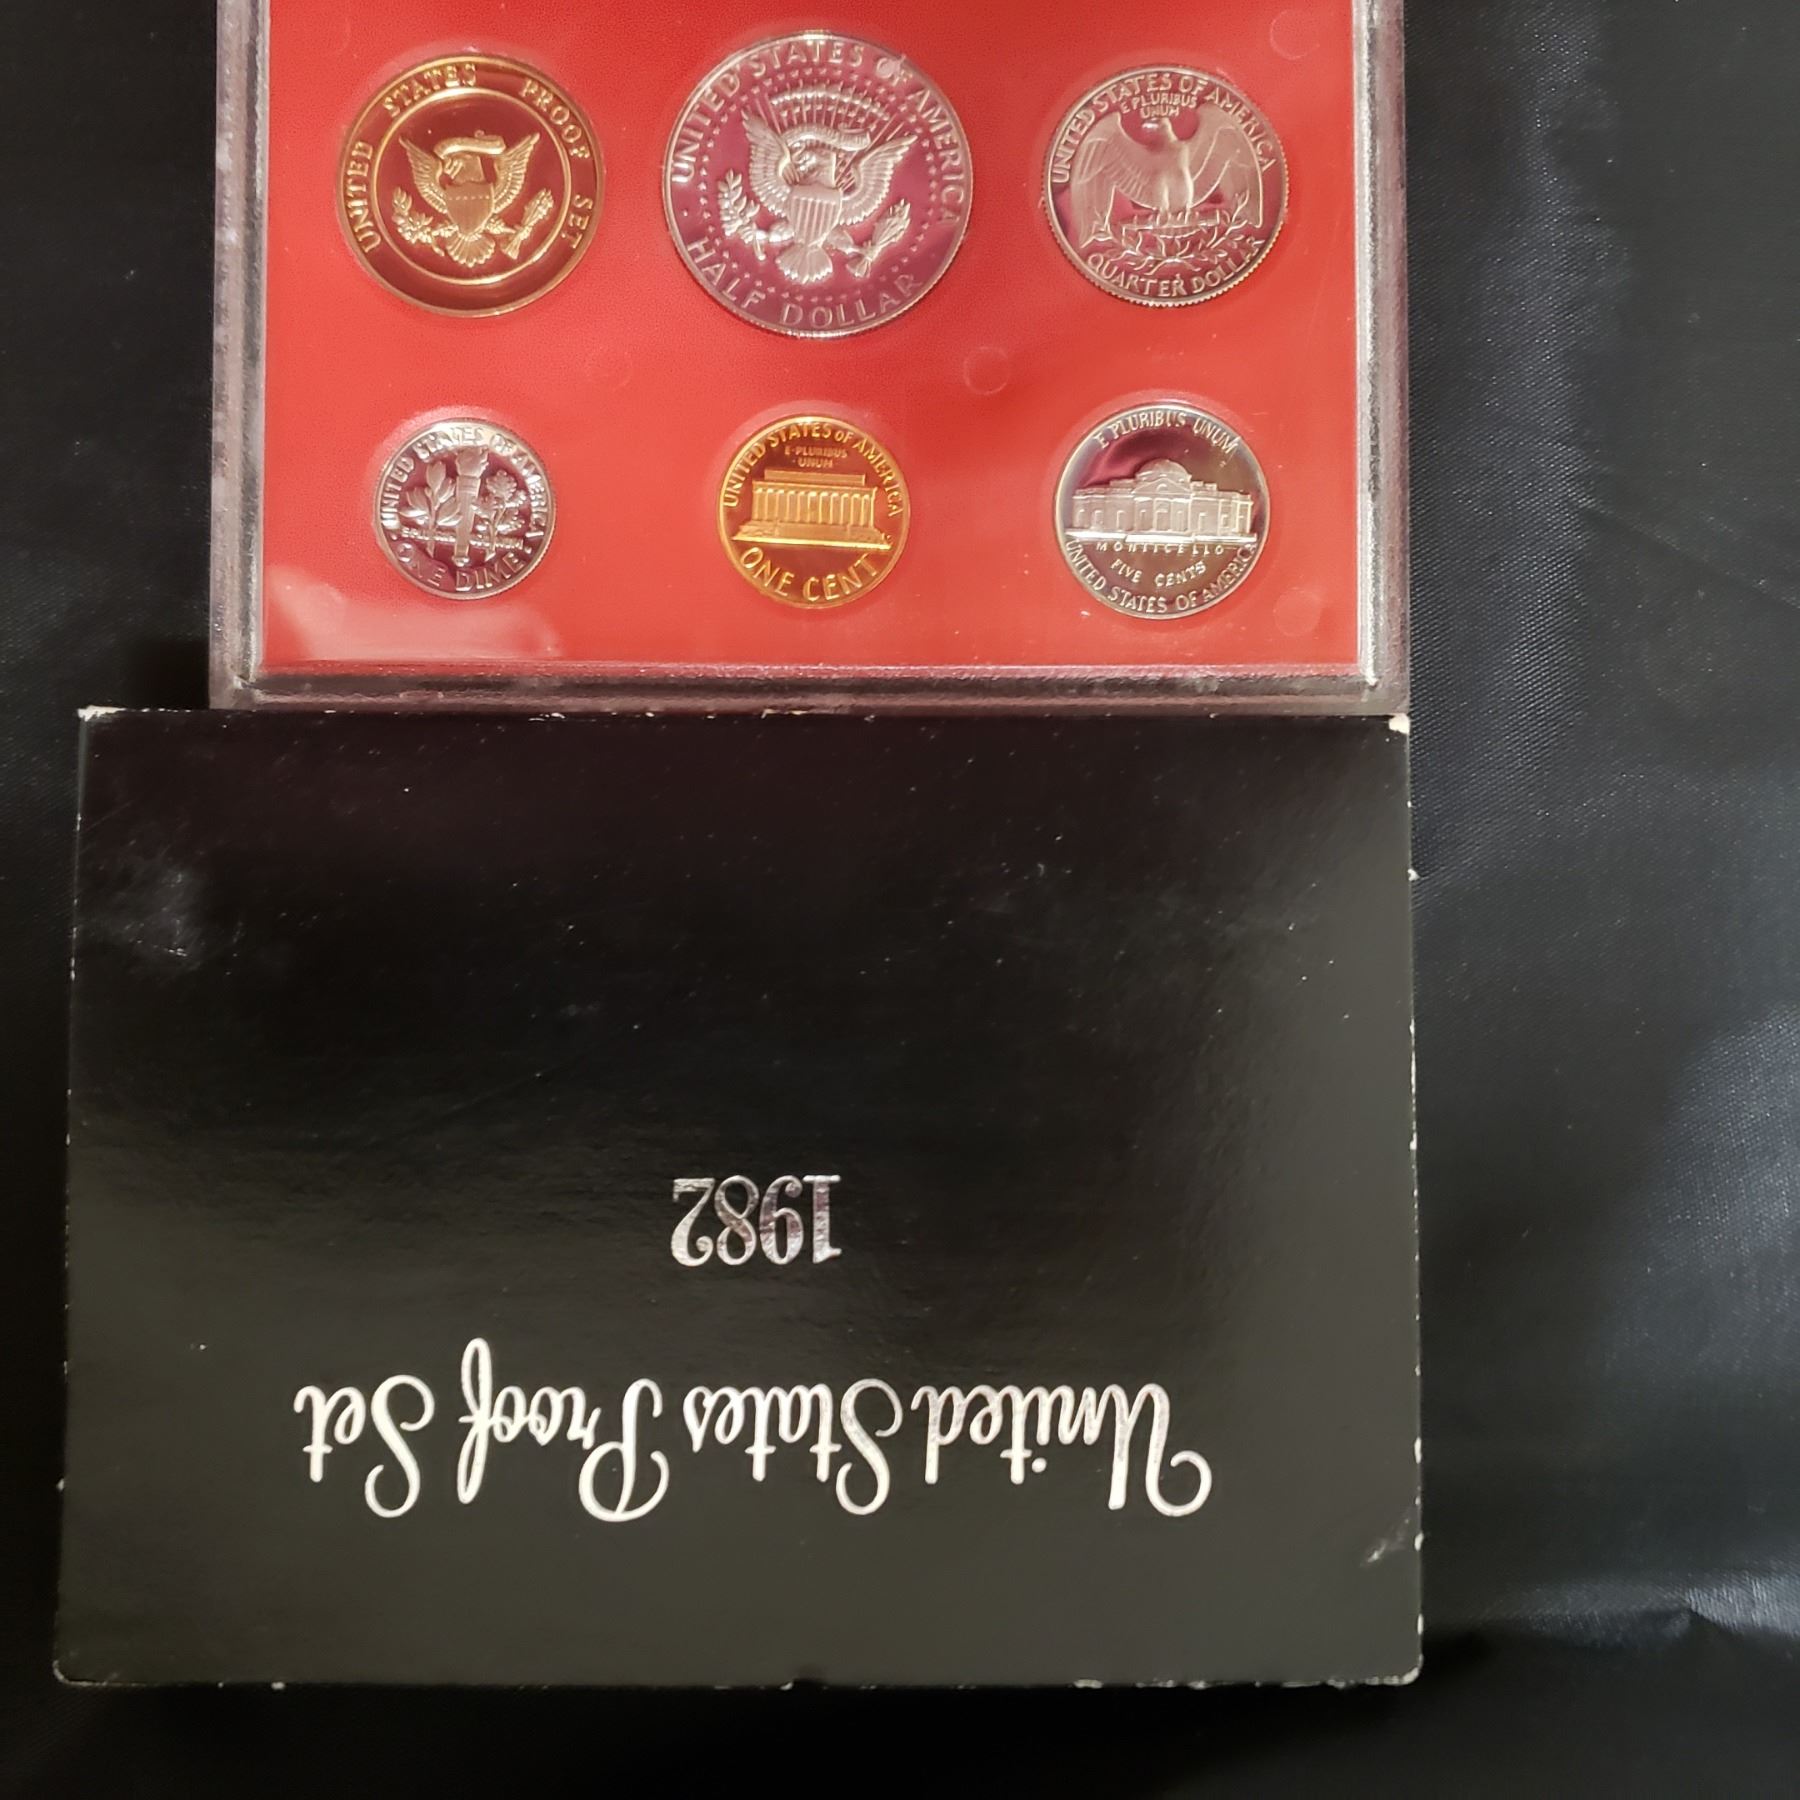 UNITED STATES PROOF SET
UNITED STATES OF AMERICA
HALF DOLLAR
UNITED STATES OF AMERICA
E PLURIBUS
UNUM
QUARTER DOLLAR
UNITED STATES OF AMERICA
ONE DIME
UNITED STATES OF AMERICA
E PLURIBUS
UNUM
ONE CENT
E PLURIBUS UNUM
MONTICELLO
FIVE CENTS
UNITED STATES OF AMERICA
United States Proof Set
1982